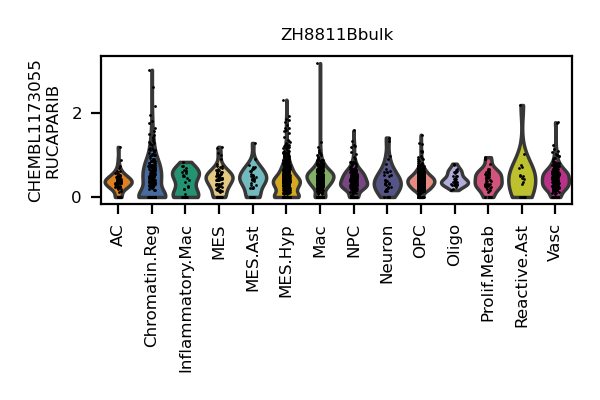 ZH8811Bbulk
CHEMBL1173055
RUCAPARIB
2
0
AC
Chromatin.Reg
Inflammatory.Mac
MES
MES.Ast
MES.Hyp
Mac
NPC
Neuron
OPC
Oligo
Prolif.Metab
Reactive.Ast
Vasc